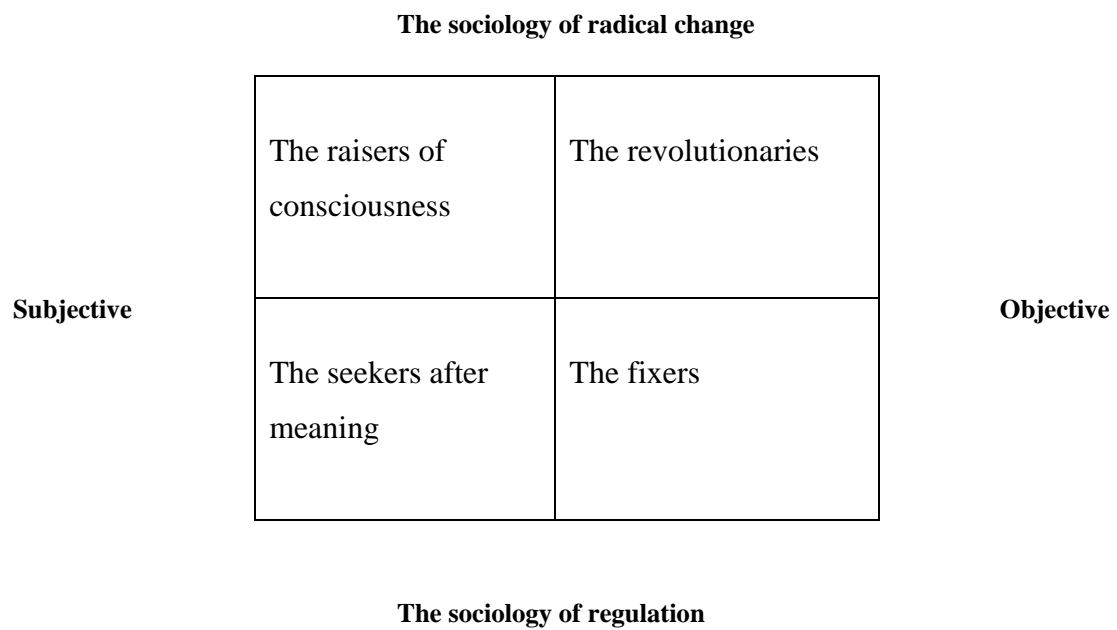 The sociology of radical change
The raisers of
consciousness
The revolutionaries
Subjective
Objective
The seekers after
meaning
The fixers
The sociology of regulation